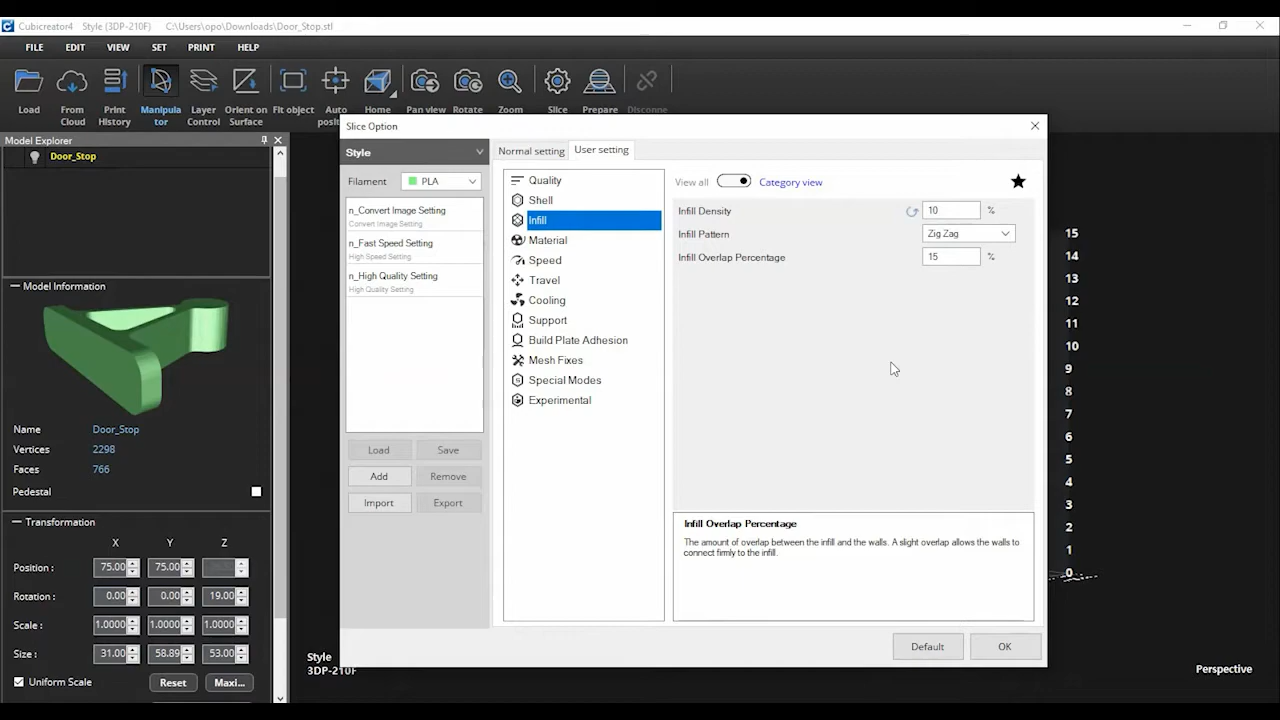 Cubicreator4 Style (3DP-210F) C:\Users\opo\Downloads\Door_Stop.stl
FILE EDIT VIEW SET PRINT HELP
Load
From Cloud
Print History
Manipulator
Layer Control
Orient on Surface
Fit object
Auto
Home
Pan view
Rotate
Zoom
Slice
Prepare
Disconne
Model Explorer
Door_Stop
Model Information
Name Door_Stop
Vertices 2298
Faces 766
Pedestal
Transformation
X Y Z
Position : 75.00 75.00
Rotation : 0.00 0.00 19.00
Scale : 1.0000 1.0000 1.0000
Size : 31.00 58.89 53.00
Uniform Scale Reset Maxi...
Slice Option
Style
Filament PLA
n_Convert Image Setting
Convert Image Setting
n_Fast Speed Setting
High Speed Setting
n_High Quality Setting
High Quality Setting
Load Save
Add Remove
Import Export
Normal setting User setting
Quality
Shell
Infill
Material
Speed
Travel
Cooling
Support
Build Plate Adhesion
Mesh Fixes
Special Modes
Experimental
View all Category view
Infill Density 10 %
Infill Pattern Zig Zag
Infill Overlap Percentage 15 %
Infill Overlap Percentage
The amount of overlap between the infill and the walls. A slight overlap allows the walls to
connect firmly to the infill.
Default OK
15
14
13
12
11
10
9
8
7
6
5
4
3
2
1
0
Style
3DP-210F
Perspective